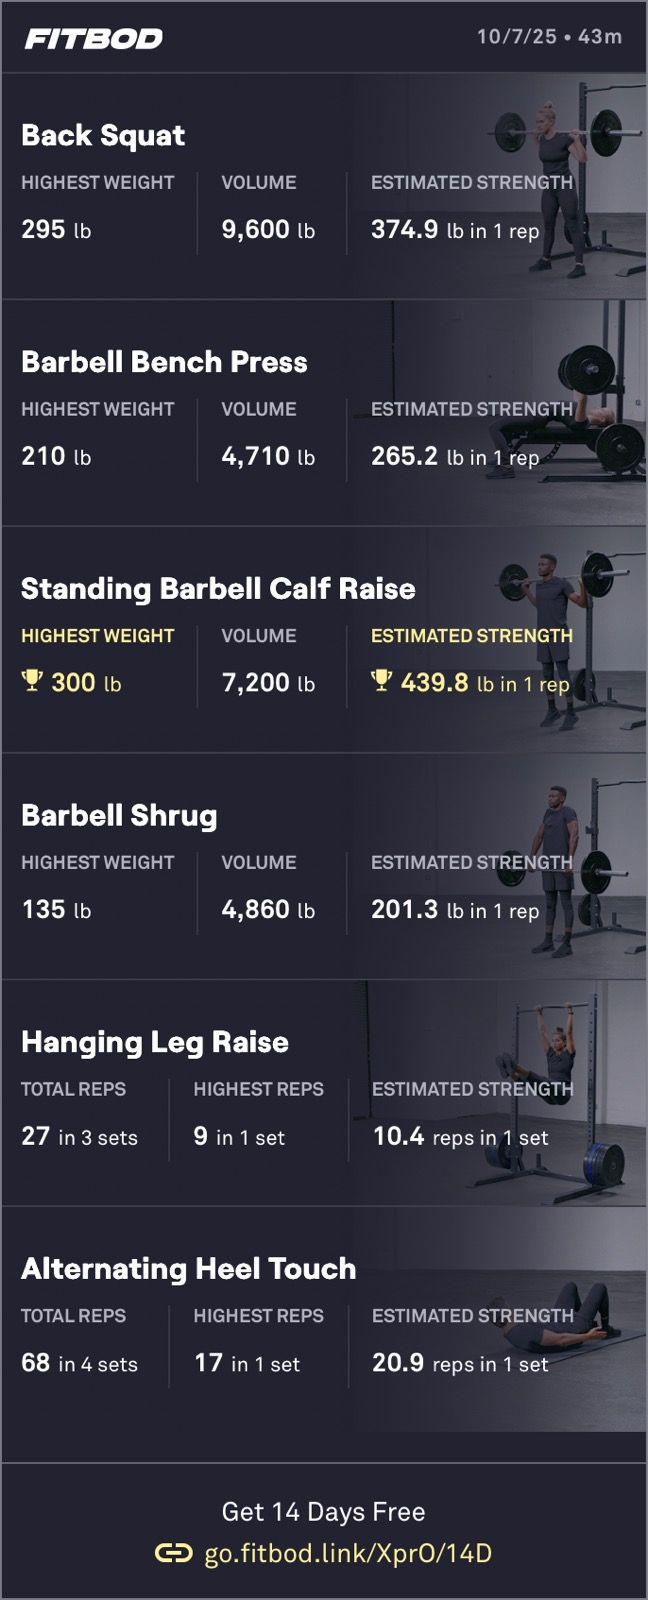 FITBOD
10/7/25 • 43m
Back Squat
HIGHEST WEIGHT VOLUME ESTIMATED STRENGTH
295 lb 9,600 lb 374.9 lb in 1 rep
Barbell Bench Press
HIGHEST WEIGHT VOLUME ESTIMATED STRENGTH
210 lb 4,710 lb 265.2 lb in 1 rep
Standing Barbell Calf Raise
HIGHEST WEIGHT VOLUME ESTIMATED STRENGTH
300 lb 7,200 lb 439.8 lb in 1 rep
Barbell Shrug
HIGHEST WEIGHT VOLUME ESTIMATED STRENGTH
135 lb 4,860 lb 201.3 lb in 1 rep
Hanging Leg Raise
TOTAL REPS HIGHEST REPS ESTIMATED STRENGTH
27 in 3 sets 9 in 1 set 10.4 reps in 1 set
Alternating Heel Touch
TOTAL REPS HIGHEST REPS ESTIMATED STRENGTH
68 in 4 sets 17 in 1 set 20.9 reps in 1 set
Get 14 Days Free
go.fitbod.link/XprO/14D